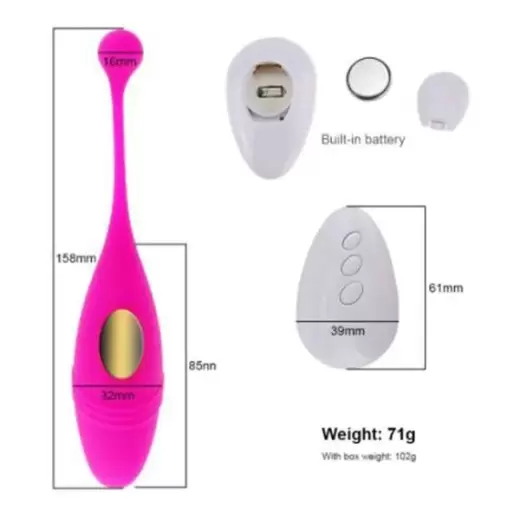 16mm
Built-in battery
158mm
61mm
39mm
85nn
32mm
Weight: 71g
With box weight: 102g